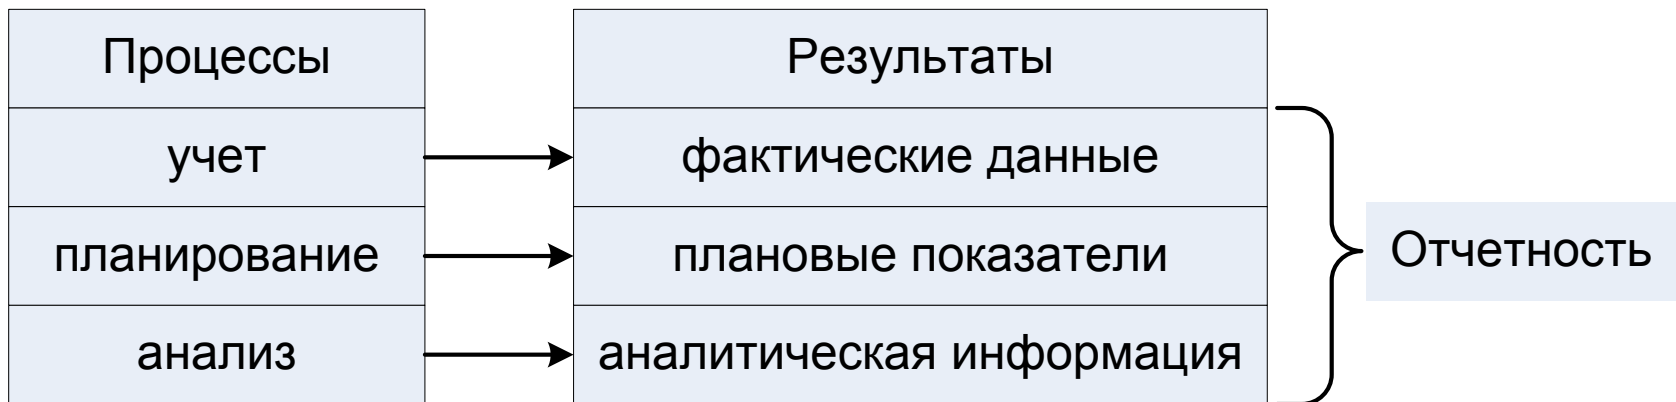 Процессы
Результаты
учет
фактические данные
планирование
плановые показатели
Отчетность
анализ
аналитическая информация